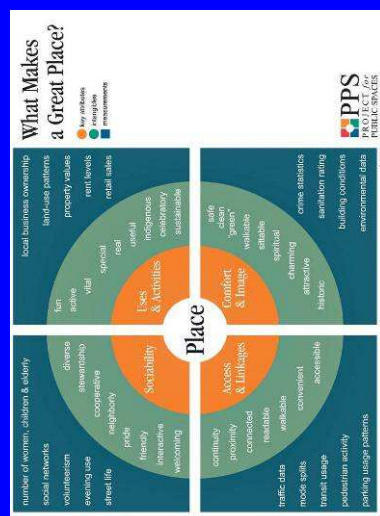 What Makes
a Great Place?
key attributes
intangibles
measurements
number of women, children & elderly
social networks
volunteerism
evening use
street life
diverse
stewardship
cooperative
neighborly
pride
friendly
interactive
welcoming
Sociability
local business ownership
land-use patterns
property values
rent levels
retail sales
fun
active
vital
special
real
useful
indigenous
celebratory
sustainable
Uses
& Activities
Place
Access
& Linkages
continuity
proximity
connected
readable
walkable
convenient
accessible
traffic data
mode splits
transit usage
pedestrian activity
parking usage patterns
Comfort
& Image
safe
clean
"green"
walkable
sittable
spiritual
charming
attractive
historic
crime statistics
sanitation rating
building conditions
environmental data
PPS
PROJECT for
PUBLIC SPACES